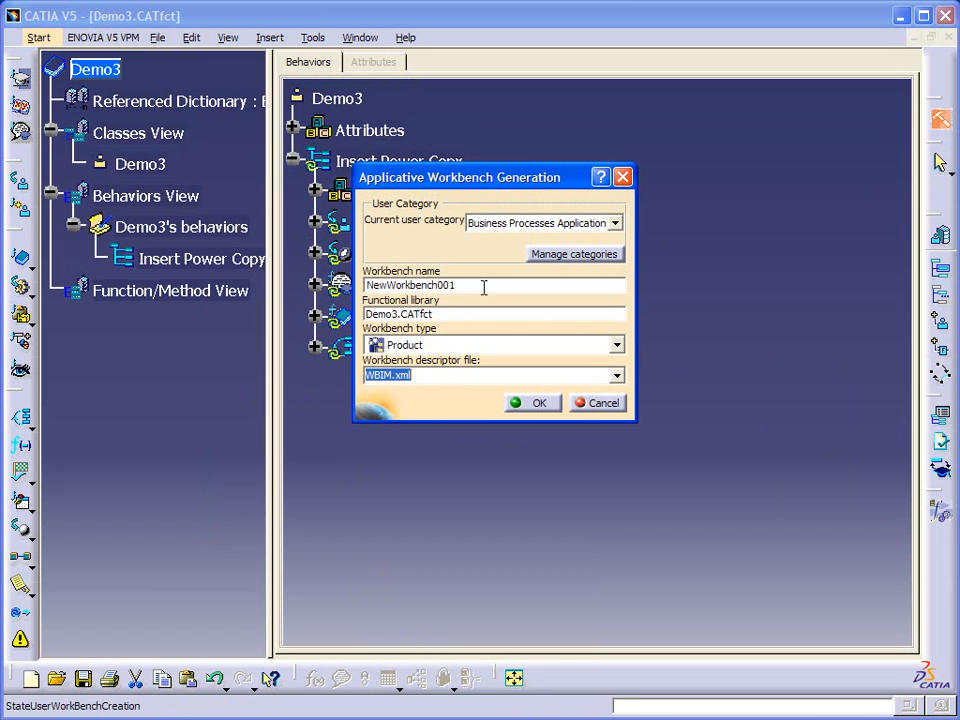 CATIA V5 - [Demo3.CATfct]
Start ENOVIA V5 VPM File Edit View Insert Tools Window Help
Demo3
Referenced Dictionary :
Classes View
Demo3
Behaviors View
Demo3's behaviors
Insert Power Copy
Function/Method View
Behaviors Attributes
Demo3
Attributes
Insert Power Copy
Applicative Workbench Generation
User Category
Current user category Business Processes Application
Manage categories
Workbench name
NewWorkbench001
Functional library
Demo3.CATfct
Workbench type
Product
Workbench descriptor file:
WBIM.xml
OK Cancel
CATIA
StateUserWorkBenchCreation